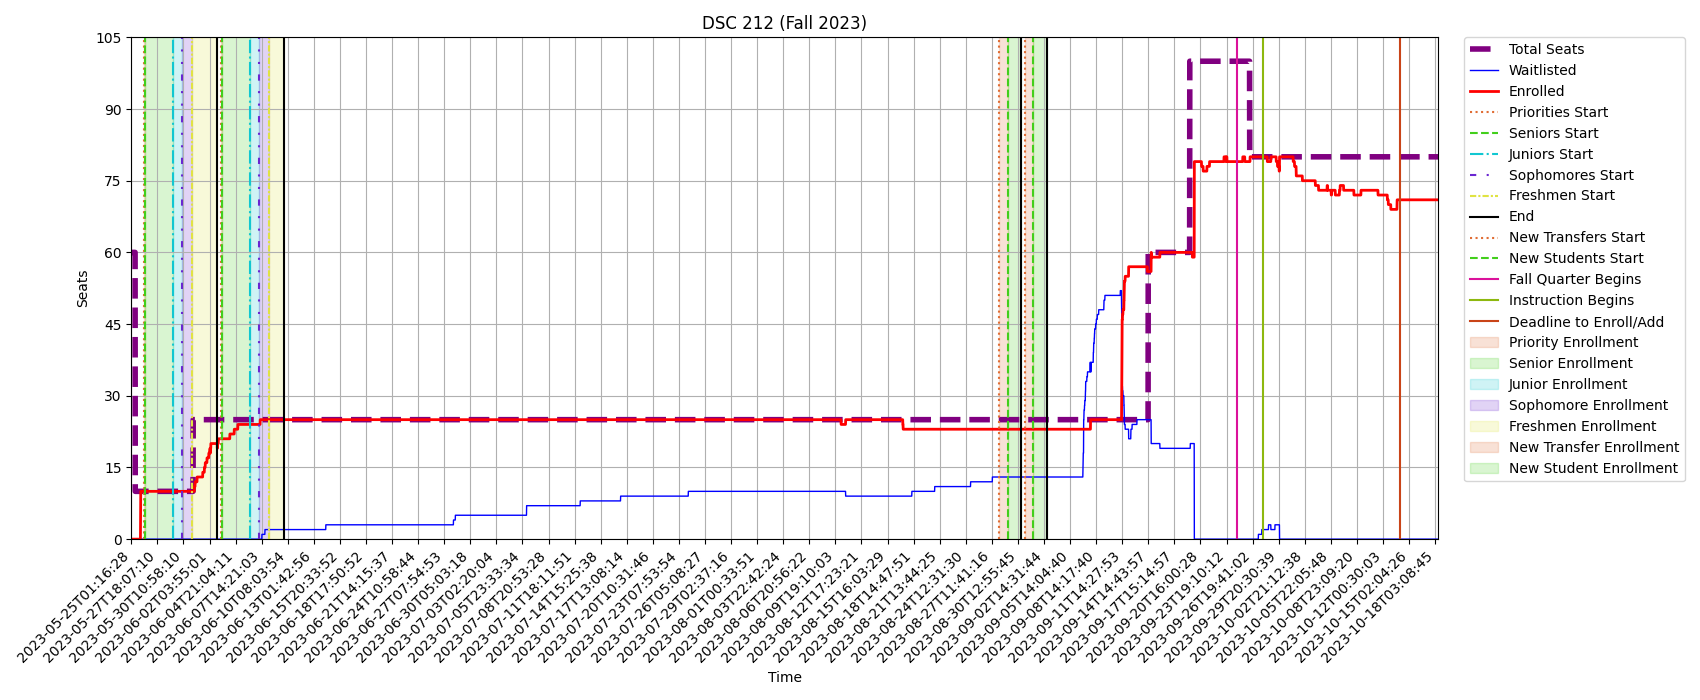 DSC 212 (Fall 2023)
105
90
75
60
45
30
15
0
Seats
2023-05-25T01:16:28
2023-05-27T18:07:10
2023-05-30T10:58:10
2023-06-02T03:55:01
2023-06-04T21:04:11
2023-06-07T14:21:03
2023-06-10T08:03:54
2023-06-13T01:42:56
2023-06-15T20:33:52
2023-06-18T17:50:52
2023-06-21T14:15:37
2023-06-24T10:58:44
2023-06-27T07:54:53
2023-06-30T05:03:18
2023-07-03T02:20:04
2023-07-05T23:33:34
2023-07-08T20:53:28
2023-07-11T18:11:51
2023-07-14T15:25:38
2023-07-17T13:08:14
2023-07-20T10:31:46
2023-07-23T07:53:54
2023-07-26T05:08:27
2023-07-29T02:37:16
2023-08-01T00:33:51
2023-08-03T22:42:24
2023-08-06T20:56:22
2023-08-09T19:10:03
2023-08-12T17:23:21
2023-08-15T16:03:29
2023-08-18T14:47:51
2023-08-21T13:44:25
2023-08-24T12:31:30
2023-08-27T11:41:16
2023-08-30T12:55:45
2023-09-02T14:31:44
2023-09-05T14:04:40
2023-09-08T14:17:40
2023-09-11T14:27:53
2023-09-14T14:43:57
2023-09-17T15:14:57
2023-09-20T16:00:28
2023-09-23T19:10:12
2023-09-26T19:41:02
2023-09-29T20:30:39
2023-10-02T21:12:38
2023-10-05T22:05:48
2023-10-08T23:09:20
2023-10-12T00:30:03
2023-10-15T02:04:26
2023-10-18T03:08:45
Time
Total Seats
Waitlisted
Enrolled
Priorities Start
Seniors Start
Juniors Start
Sophomores Start
Freshmen Start
End
New Transfers Start
New Students Start
Fall Quarter Begins
Instruction Begins
Deadline to Enroll/Add
Priority Enrollment
Senior Enrollment
Junior Enrollment
Sophomore Enrollment
Freshmen Enrollment
New Transfer Enrollment
New Student Enrollment